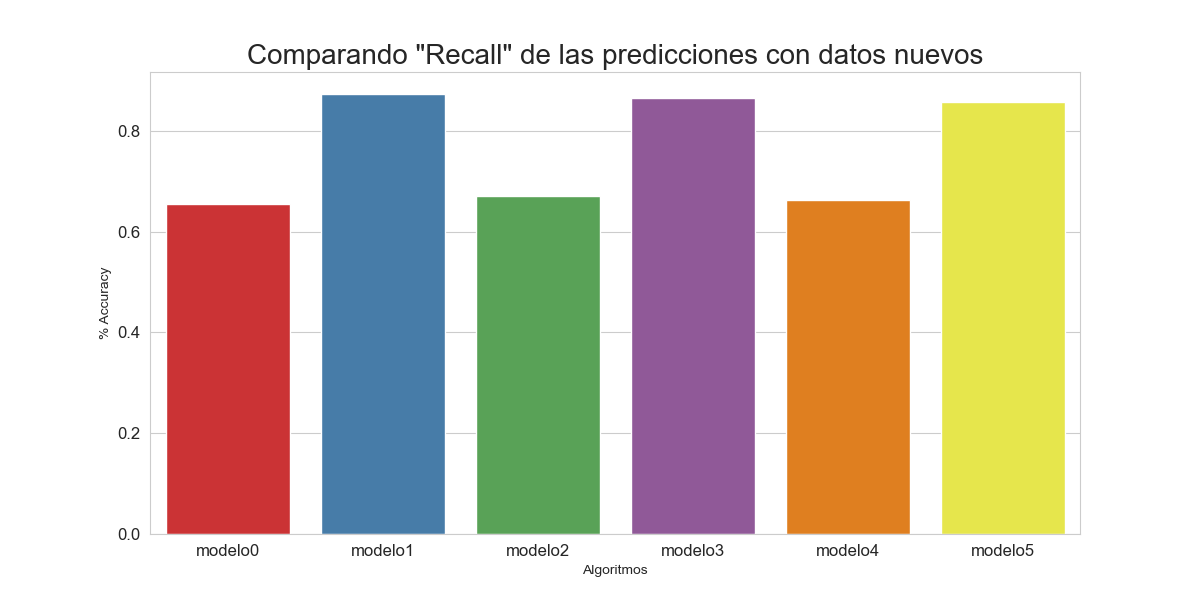 Comparando "Recall" de las predicciones con datos nuevos
% Accuracy
0.8
0.6
0.4
0.2
0.0
modelo0 modelo1 modelo2 modelo3 modelo4 modelo5
Algoritmos